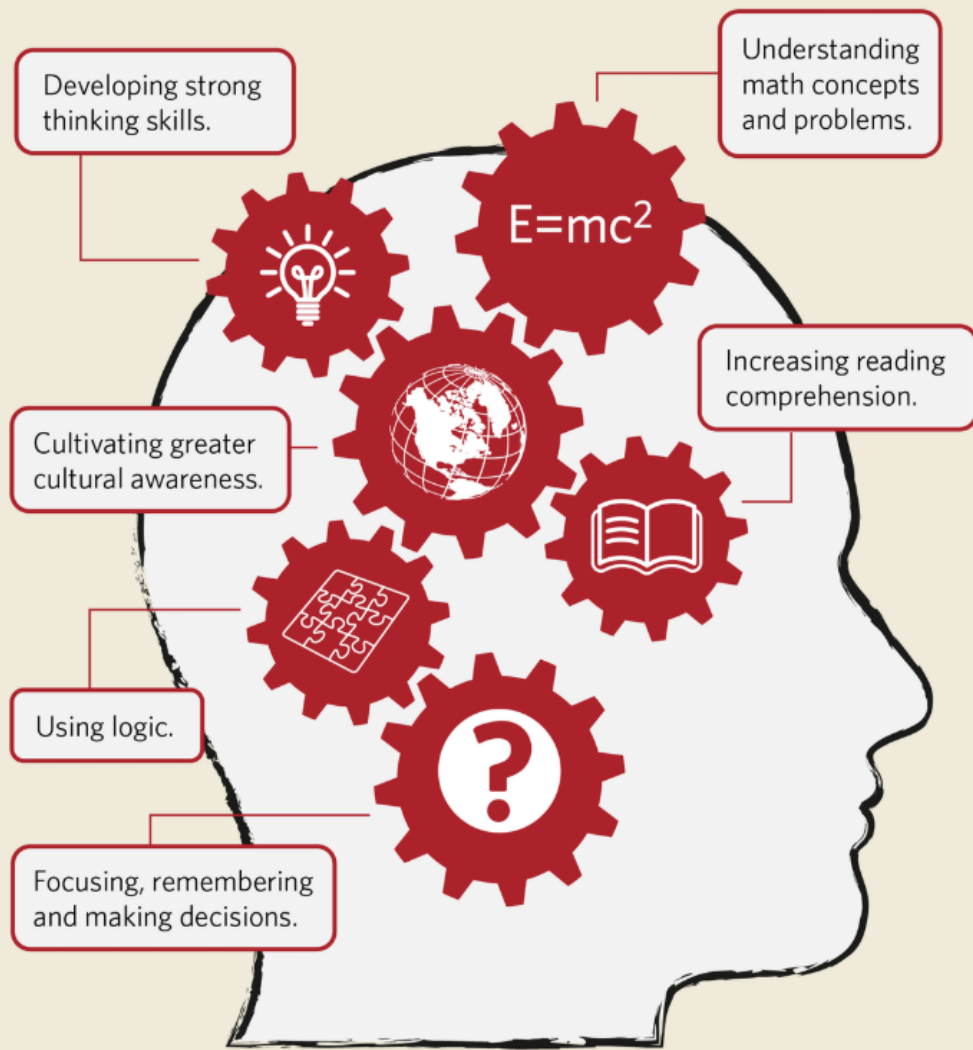 Developing strong
thinking skills.
Understanding
math concepts
and problems.
E=mc²
Increasing reading
comprehension.
Cultivating greater
cultural awareness.
Using logic.
?
Focusing, remembering
and making decisions.